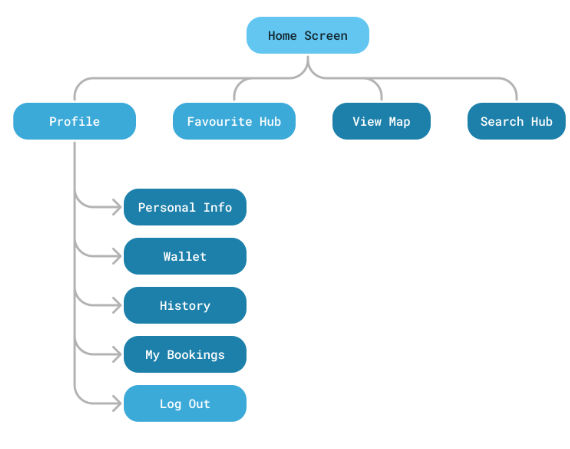 Home Screen
Profile
Favourite Hub
View Map
Search Hub
Personal Info
Wallet
History
My Bookings
Log Out